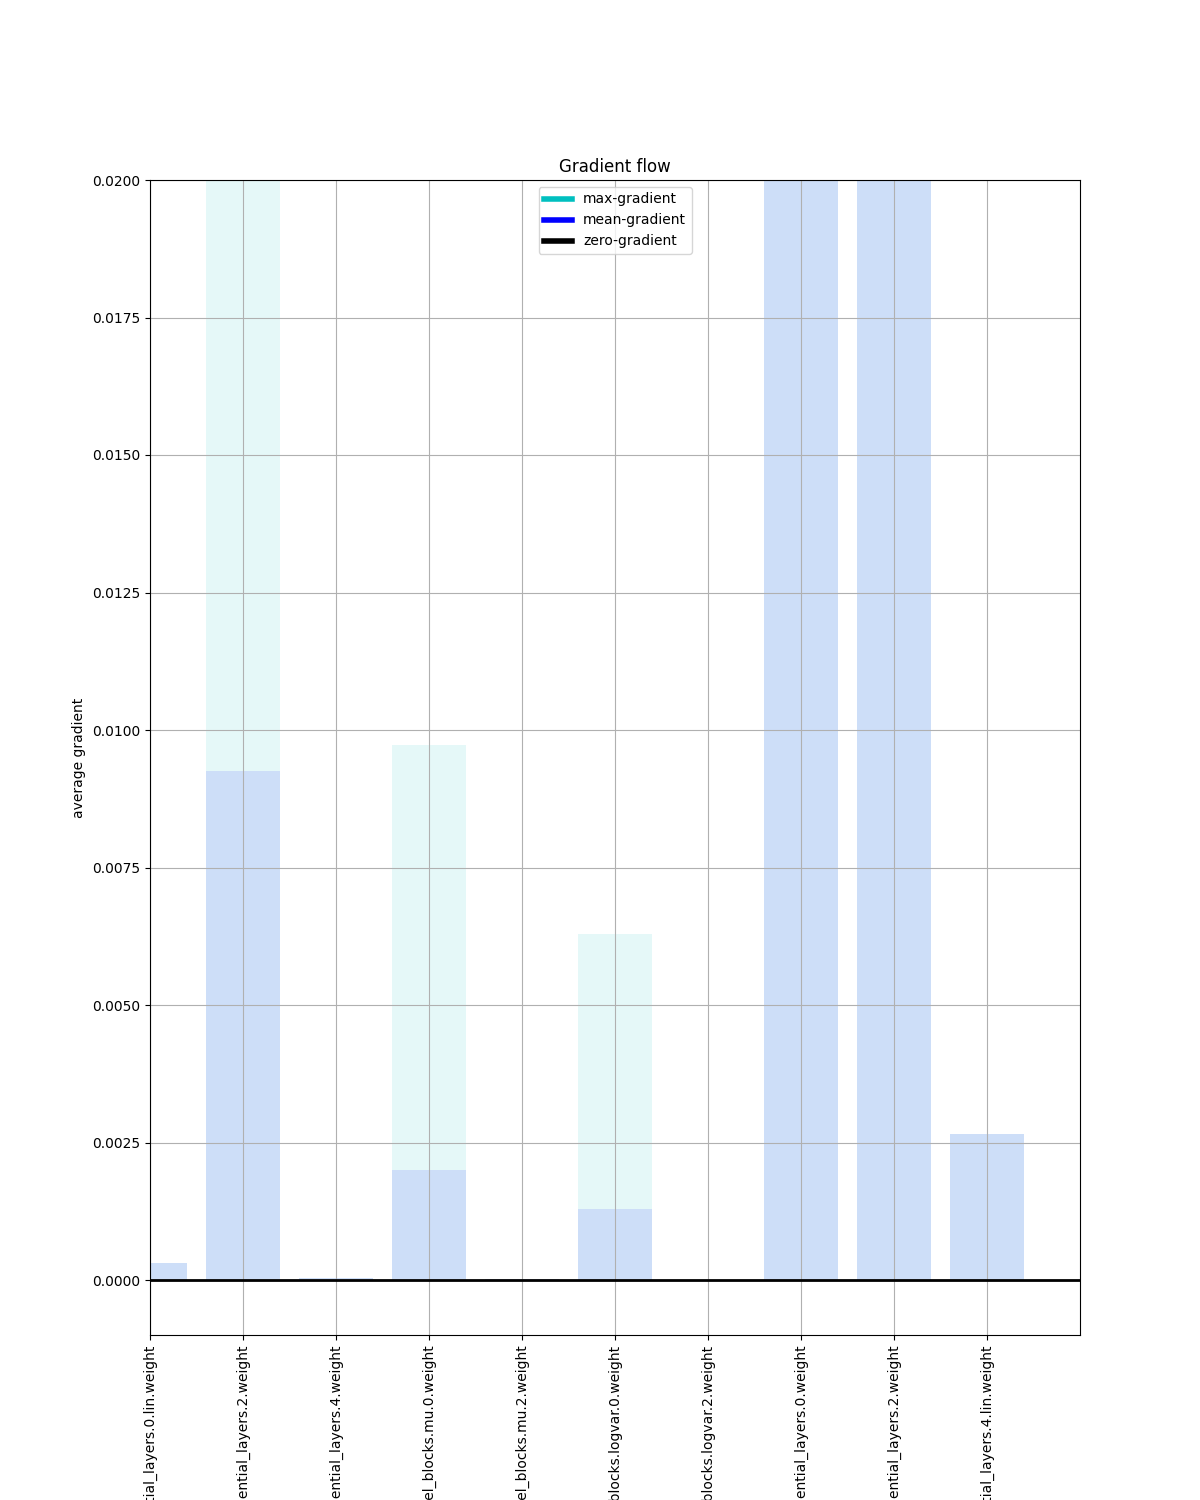 Gradient flow
max-gradient
mean-gradient
zero-gradient
0.0200
0.0175
0.0150
0.0125
0.0100
0.0075
0.0050
0.0025
0.0000
average gradient
tial_layers.0.lin.weight
ential_layers.2.weight
ential_layers.4.weight
el_blocks.mu.0.weight
el_blocks.mu.2.weight
blocks.logvar.0.weight
blocks.logvar.2.weight
ential_layers.0.weight
ential_layers.2.weight
tial_layers.4.lin.weight